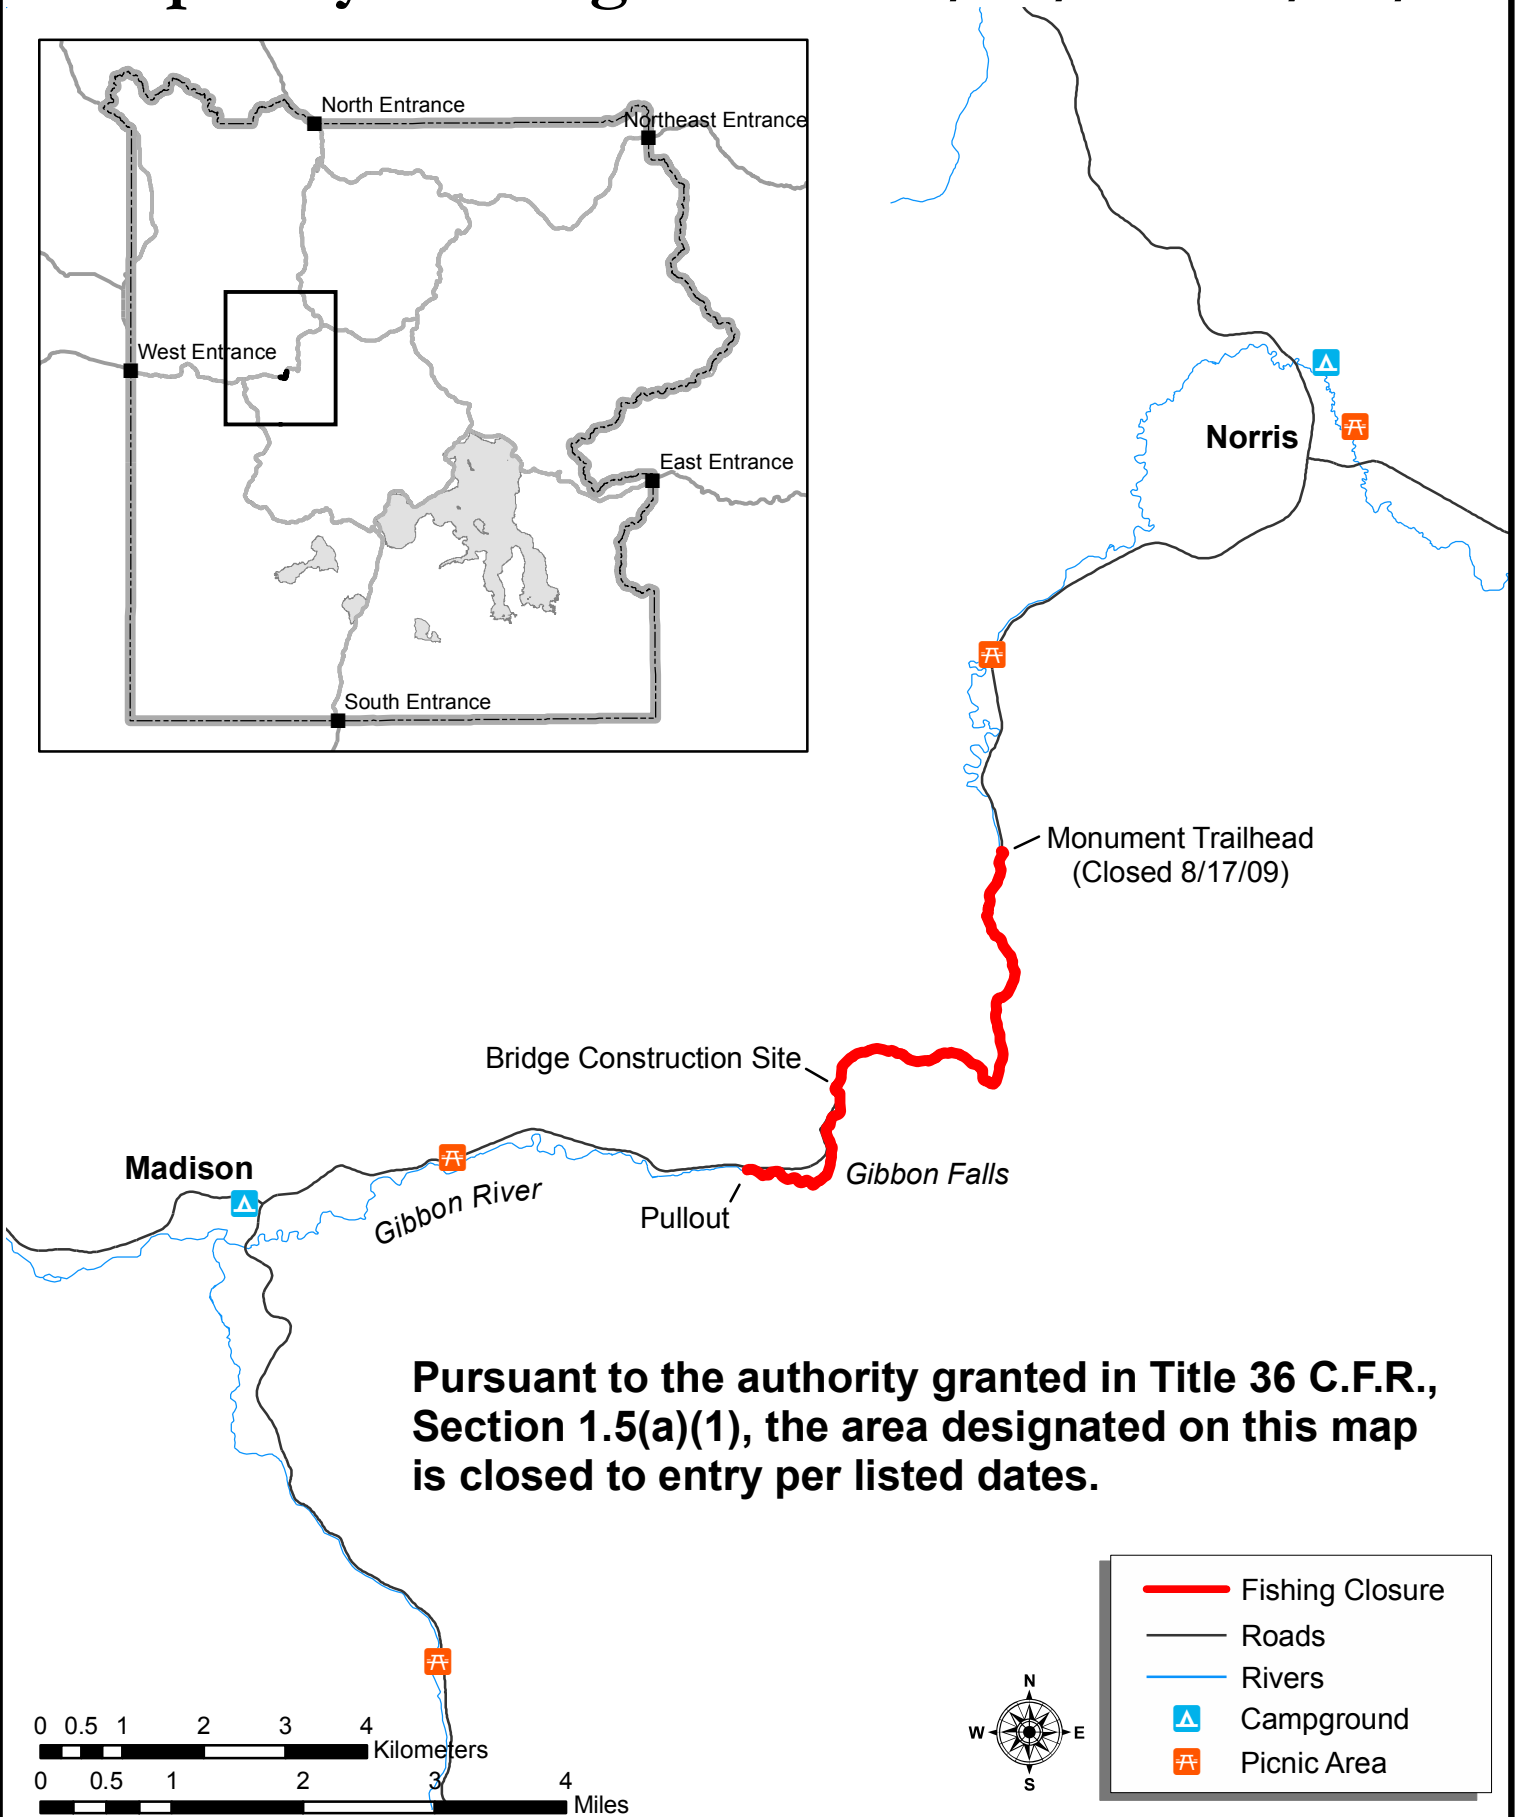 North Entrance
Northeast Entrance
West Entrance
East Entrance
South Entrance
Norris
Monument Trailhead
(Closed 8/17/09)
Bridge Construction Site
Madison
Gibbon River
Gibbon Falls
Pullout
Pursuant to the authority granted in Title 36 C.F.R.,
Section 1.5(a)(1), the area designated on this map
is closed to entry per listed dates.
Fishing Closure
Roads
Rivers
Campground
Picnic Area
N
W E
S
0 0.5 1 2 3 4
Kilometers
0 0.5 1 2 3 4
Miles